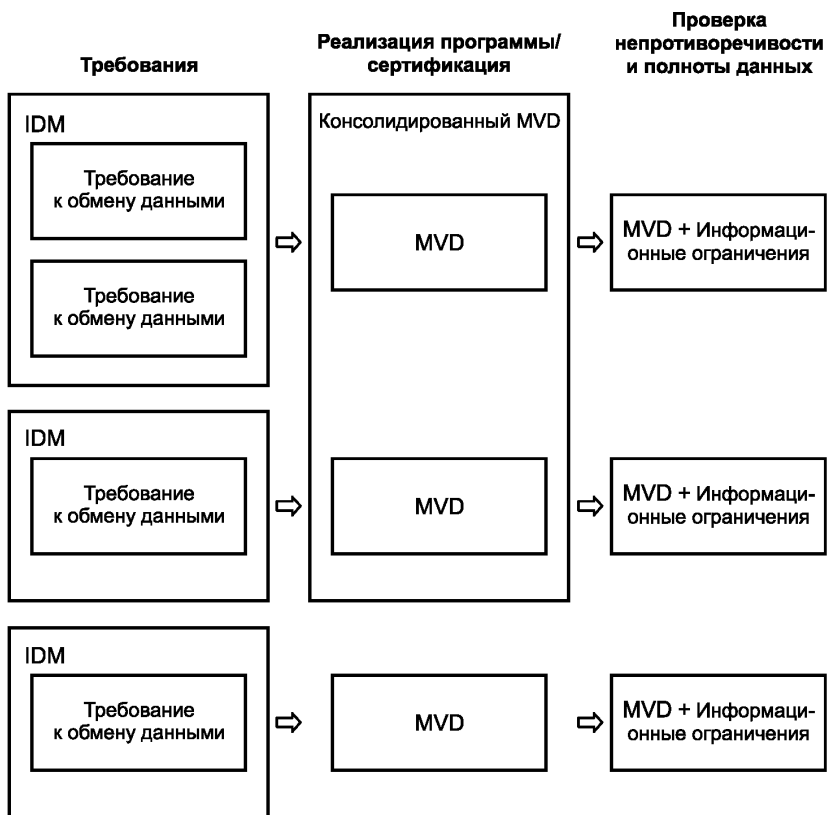 Требования
Реализация программы/
сертификация
Проверка
непротиворечивости
и полноты данных
IDM
Требование
к обмену данными
Требование
к обмену данными
Консолидированный MVD
MVD
MVD + Информаци-
онные ограничения
IDM
Требование
к обмену данными
MVD
MVD + Информаци-
онные ограничения
IDM
Требование
к обмену данными
MVD
MVD + Информаци-
онные ограничения